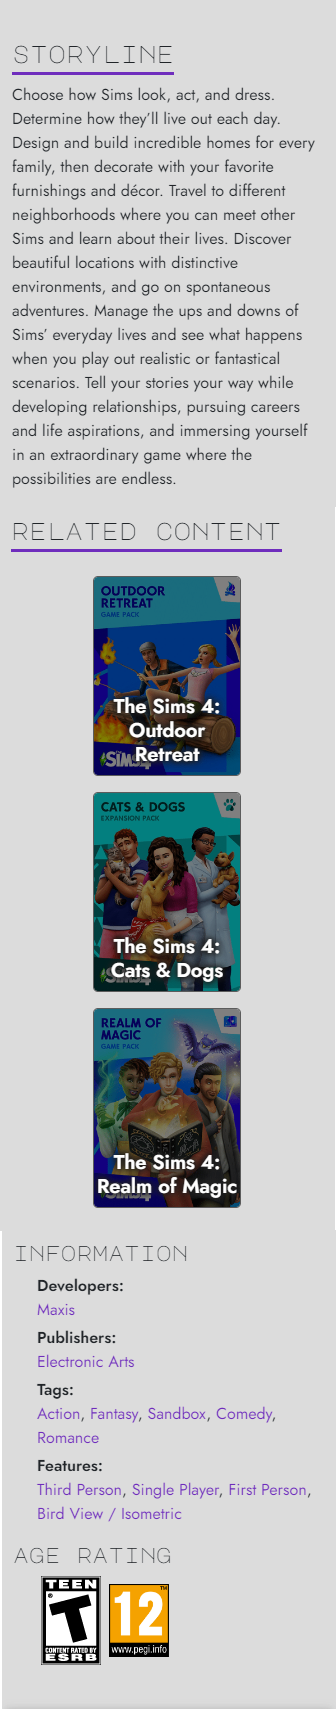 STORYLINE
Choose how Sims look, act, and dress.
Determine how they’ll live out each day.
Design and build incredible homes for every
family, then decorate with your favorite
furnishings and décor. Travel to different
neighborhoods where you can meet other
Sims and learn about their lives. Discover
beautiful locations with distinctive
environments, and go on spontaneous
adventures. Manage the ups and downs of
Sims’ everyday lives and see what happens
when you play out realistic or fantastical
scenarios. Tell your stories your way while
developing relationships, pursuing careers
and life aspirations, and immersing yourself
in an extraordinary game where the
possibilities are endless.
RELATED CONTENT
OUTDOOR
RETREAT
GAME PACK
The Sims 4:
Outdoor
Retreat
CATS & DOGS
EXPANSION PACK
The Sims 4:
Cats & Dogs
REALM OF
MAGIC
GAME PACK
The Sims 4:
Realm of Magic
INFORMATION
Developers:
Maxis
Publishers:
Electronic Arts
Tags:
Action, Fantasy, Sandbox, Comedy,
Romance
Features:
Third Person, Single Player, First Person,
Bird View / Isometric
AGE RATING
TEEN
T
CONTENT RATED BY
ESRB
12
www.pegi.info